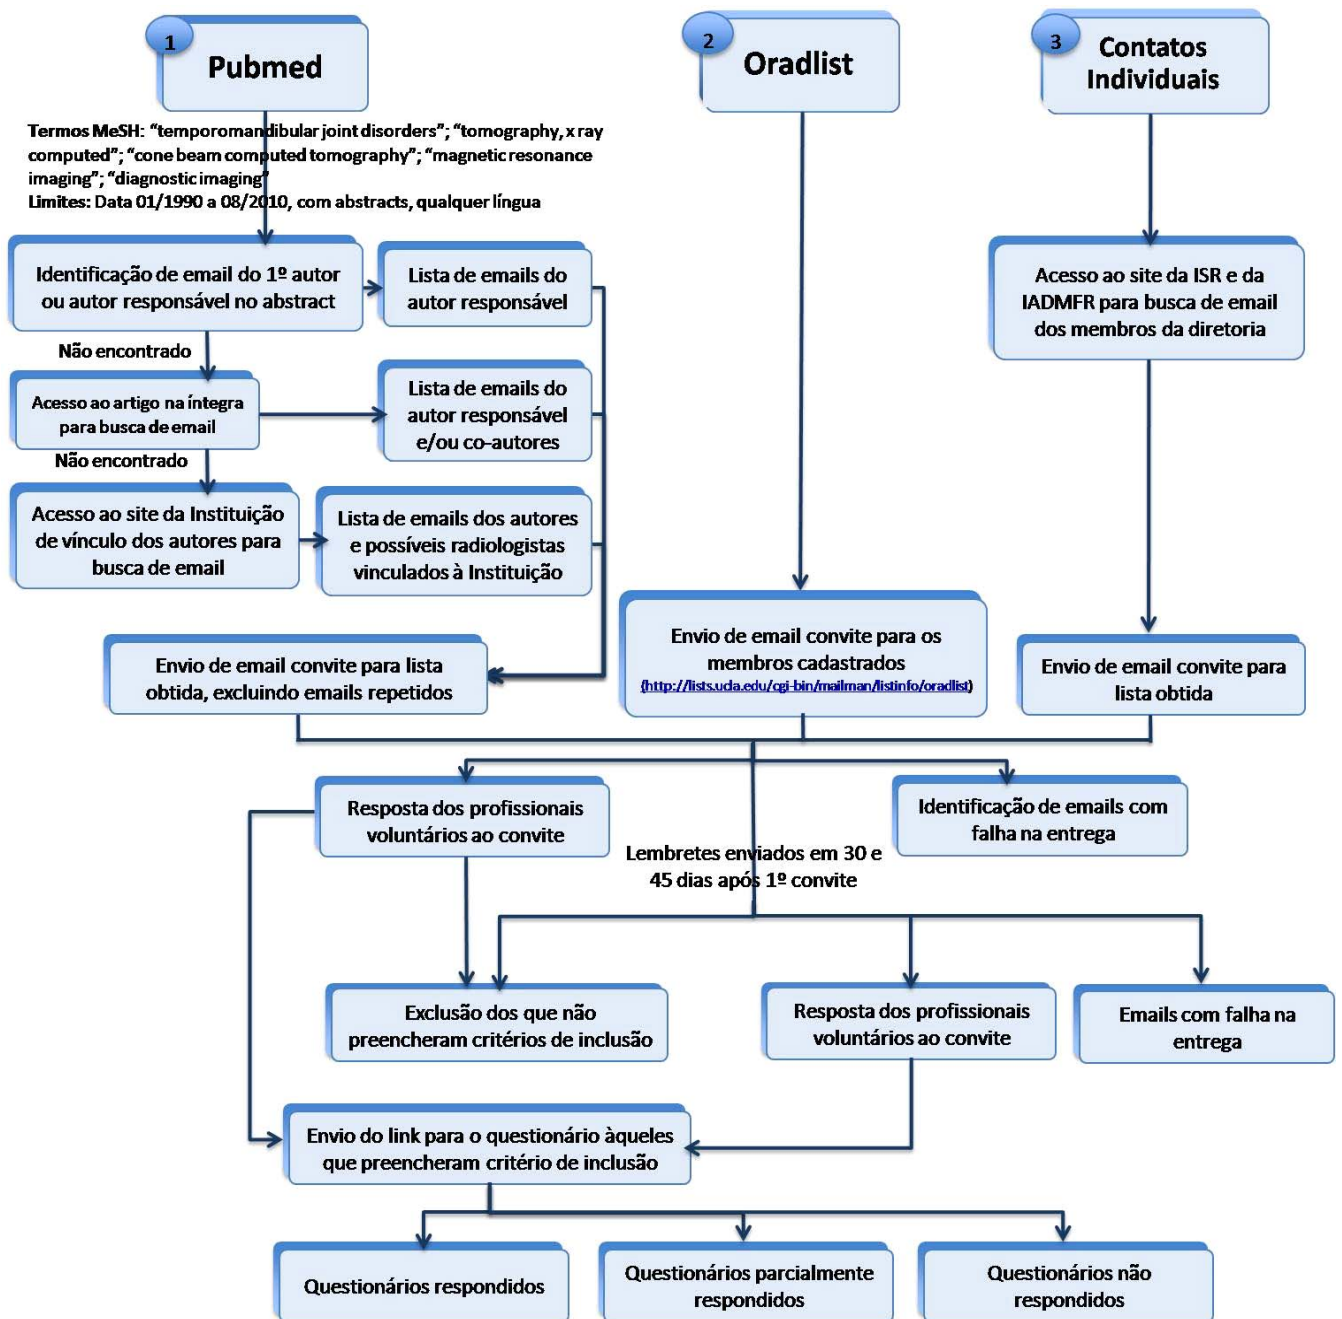 1
Pubmed
2
Oradlist
3
Contatos
Individuais
Termos MeSH: “temporomandibular joint disorders”; “tomography, x ray
computed”; “cone beam computed tomography”; “magnetic resonance
imaging”; “diagnostic imaging”
Limites: Data 01/1990 a 08/2010, com abstracts, qualquer língua
Identificação de email do 1º autor
ou autor responsável no abstract
Lista de emails do
autor responsável
Acesso ao site da ISR e da
IADMFR para busca de email
dos membros da diretoria
Não encontrado
Acesso ao artigo na íntegra
para busca de email
Lista de emails do
autor responsável
e/ou co-autores
Não encontrado
Acesso ao site da Instituição
de vínculo dos autores para
busca de email
Lista de emails dos autores
e possíveis radiologistas
vinculados à Instituição
Envio de email convite para lista
obtida, excluindo emails repetidos
Envio de email convite para os
membros cadastrados
(http://lists.ucla.edu/cgi-bin/mailman/listinfo/oradlist)
Envio de email convite para
lista obtida
Resposta dos profissionais
voluntários ao convite
Identificação de emails com
falha na entrega
Lembretes enviados em 30 e
45 dias após 1º convite
Exclusão dos que não
preencheram critérios de inclusão
Resposta dos profissionais
voluntários ao convite
Emails com falha na
entrega
Envio do link para o questionário àqueles
que preencheram critério de inclusão
Questionários respondidos
Questionários parcialmente
respondidos
Questionários não
respondidos